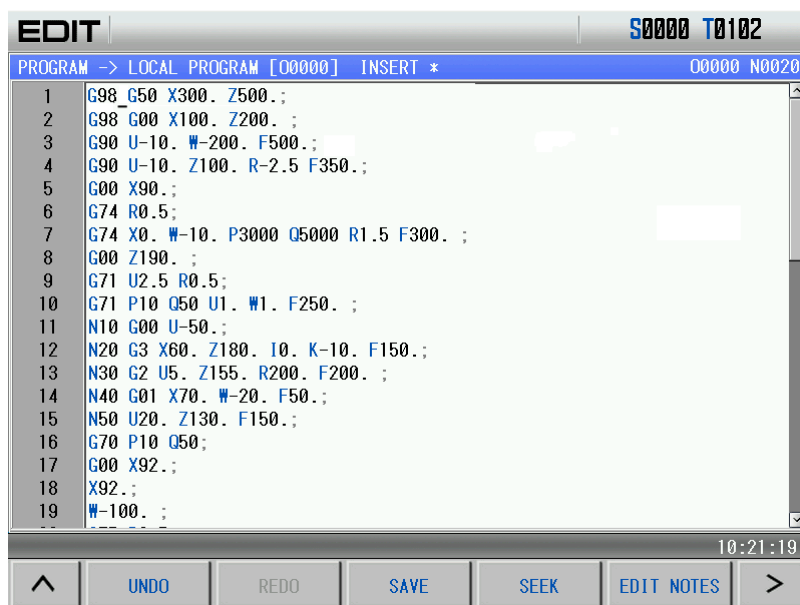 EDIT S0000 T0102
PROGRAM -> LOCAL PROGRAM [O0000] INSERT * O0000 N0020
1 G98_G50 X300. Z500.;
2 G98 G00 X100. Z200. ;
3 G90 U-10. W-200. F500.;
4 G90 U-10. Z100. R-2.5 F350.;
5 G00 X90.;
6 G74 R0.5;
7 G74 X0. W-10. P3000 Q5000 R1.5 F300. ;
8 G00 Z190. ;
9 G71 U2.5 R0.5;
10 G71 P10 Q50 U1. W1. F250. ;
11 N10 G00 U-50.;
12 N20 G3 X60. Z180. I0. K-10. F150.;
13 N30 G2 U5. Z155. R200. F200. ;
14 N40 G01 X70. W-20. F50.;
15 N50 U20. Z130. F150.;
16 G70 P10 Q50;
17 G00 X92.;
18 X92.;
19 W-100. ;
10:21:19
UNDO REDO SAVE SEEK EDIT NOTES >